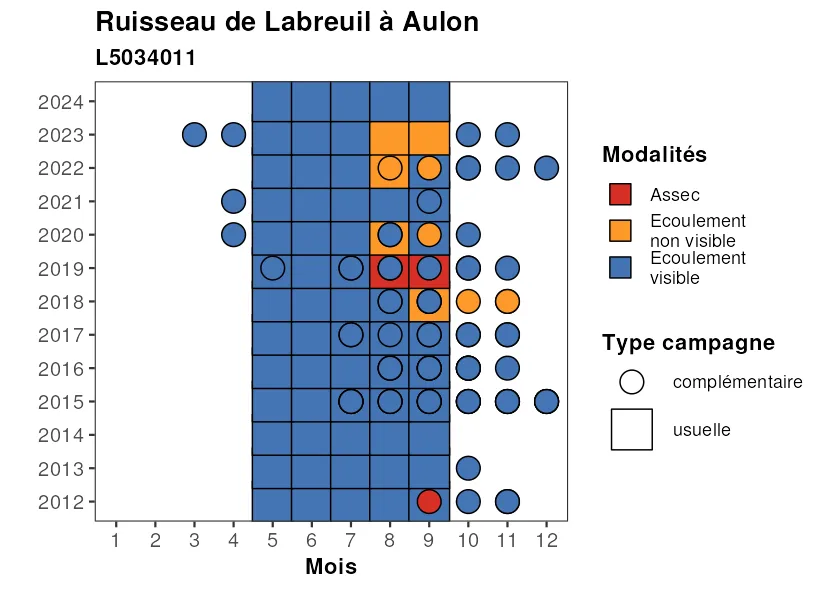 Ruisseau de Labreuil à Aulon
L5034011
2024
2023
2022
2021
2020
2019
2018
2017
2016
2015
2014
2013
2012
1 2 3 4 5 6 7 8 9 10 11 12
Mois
Modalités
Assec
Ecoulement
non visible
Ecoulement
visible
Type campagne
complémentaire
usuelle